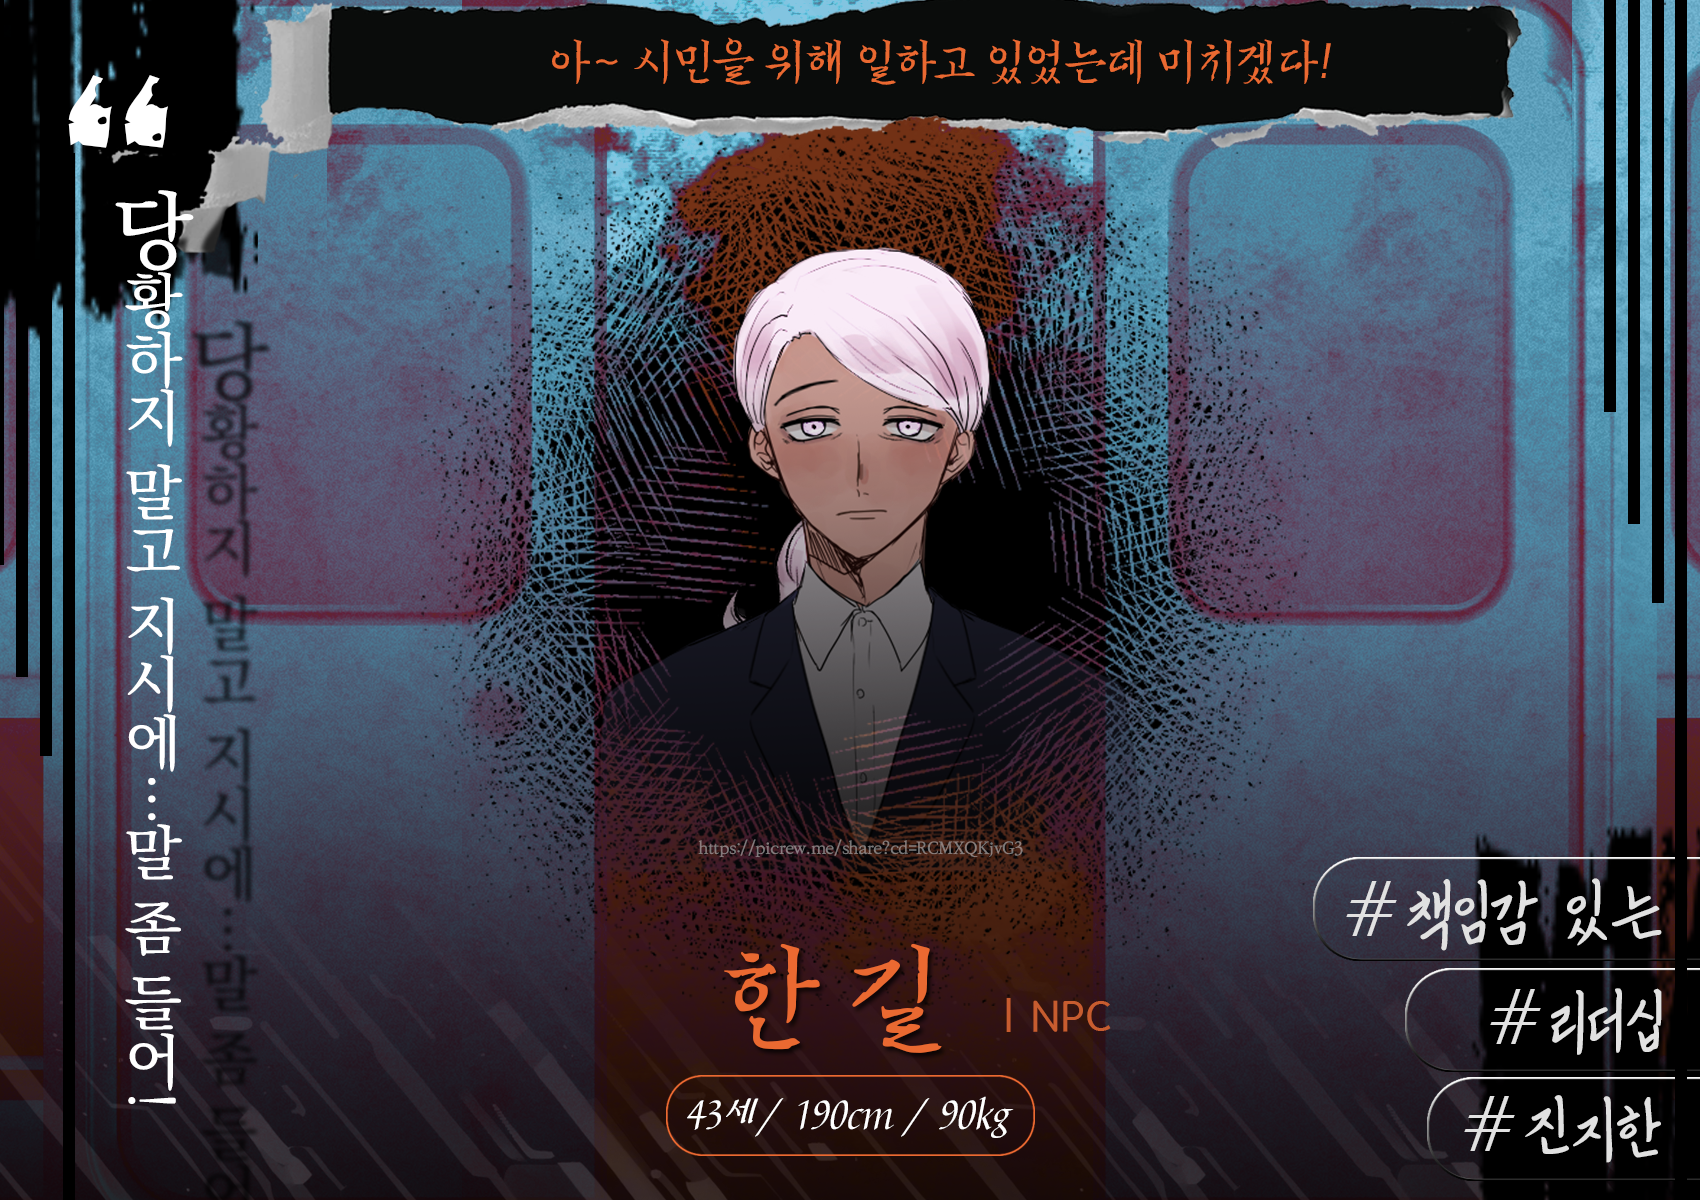 아~ 시민을 위해 일하고 있었는데 미치겠다!
“
당황하지 말고 지시에...말 좀 들어!
당황하지 말고 지시에...말 좀 들어
https://picrew.me/share?cd=RCMXQKjvG3
한 길 | NPC
43세/ 190cm / 90kg
#책임감 있는
#리더십
#진지한